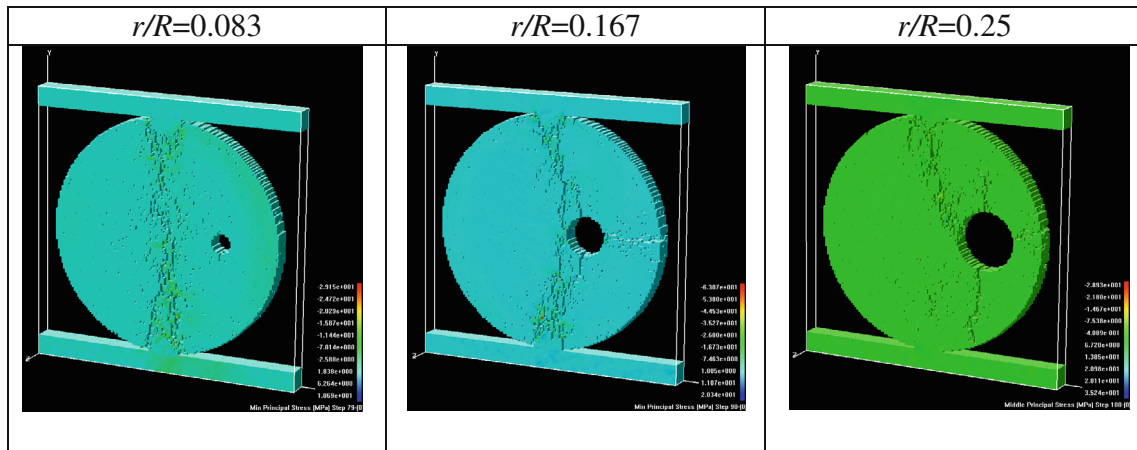 r/R=0.083
r/R=0.167
r/R=0.25
Y
Z
-2.915e+001
-2.472e+001
-2.029e+001
-1.587e+001
-1.144e+001
-7.014e+000
-2.588e+000
1.838e+000
6.264e+000
1.069e+001
Min Principal Stress (MPa) Step 79-(0
Y
Z
-6.307e+001
-5.380e+001
-4.453e+001
-3.527e+001
-2.600e+001
-1.673e+001
-7.463e+000
1.805e+000
1.107e+001
2.034e+001
Min Principal Stress (MPa) Step 90-(0
Y
Z
-2.893e+001
-2.180e+001
-1.467e+001
-7.538e+000
-4.089e-001
6.720e+000
1.385e+001
2.098e+001
2.811e+001
3.524e+001
Middle Principal Stress (MPa) Step 100-(0